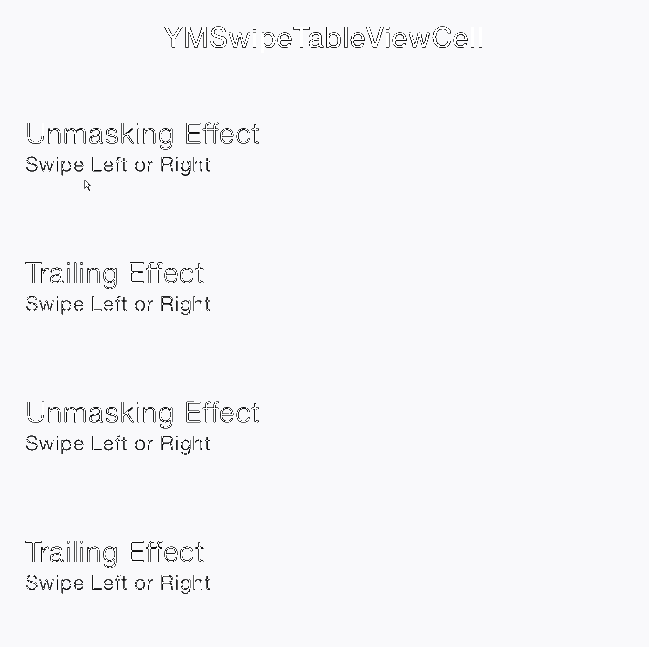 YMSwipeTableViewCell
Unmasking Effect
Swipe Left or Right
Trailing Effect
Swipe Left or Right
Unmasking Effect
Swipe Left or Right
Trailing Effect
Swipe Left or Right